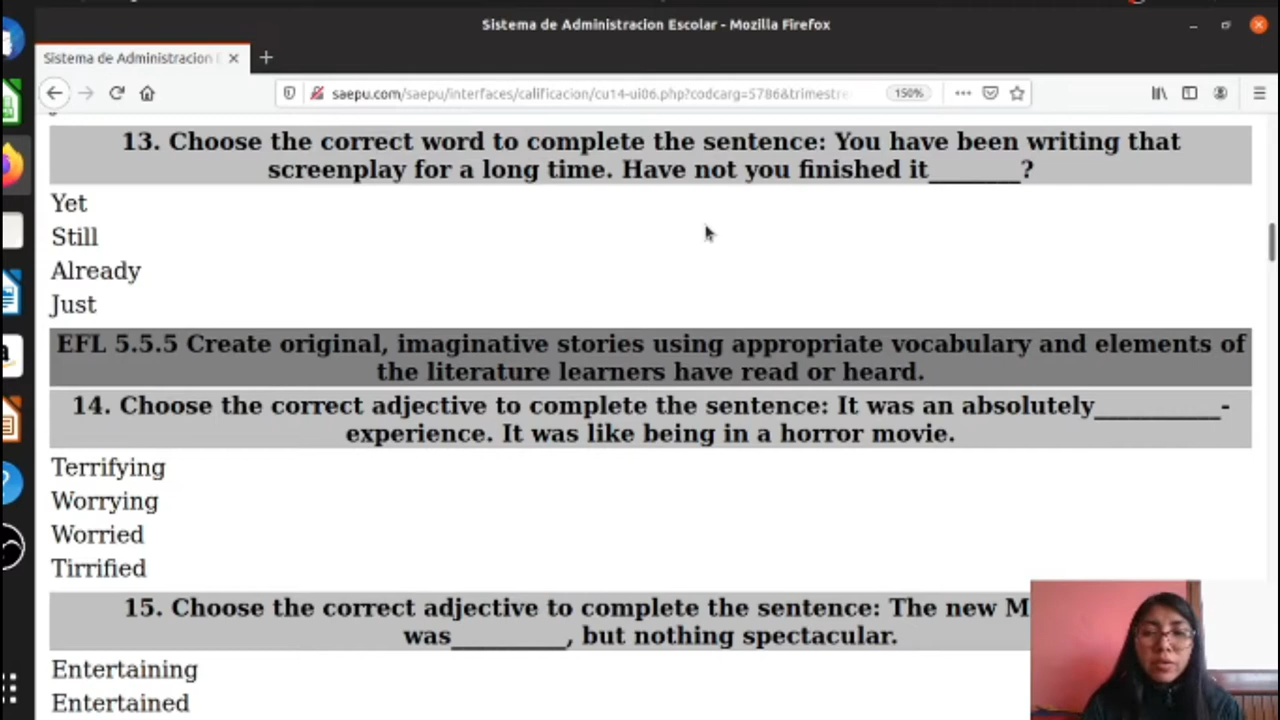 Sistema de Administracion Escolar - Mozilla Firefox
Sistema de Administracion
saepu.com/saepu/interfaces/calificacion/cu14-ui06.php?codcarg=5786&trimestre
150%
13. Choose the correct word to complete the sentence: You have been writing that
screenplay for a long time. Have not you finished it________?
Yet
Still
Already
Just
EFL 5.5.5 Create original, imaginative stories using appropriate vocabulary and elements of
the literature learners have read or heard.
14. Choose the correct adjective to complete the sentence: It was an absolutely___________-
experience. It was like being in a horror movie.
Terrifying
Worrying
Worried
Tirrified
15. Choose the correct adjective to complete the sentence: The new M
was__________, but nothing spectacular.
Entertaining
Entertained